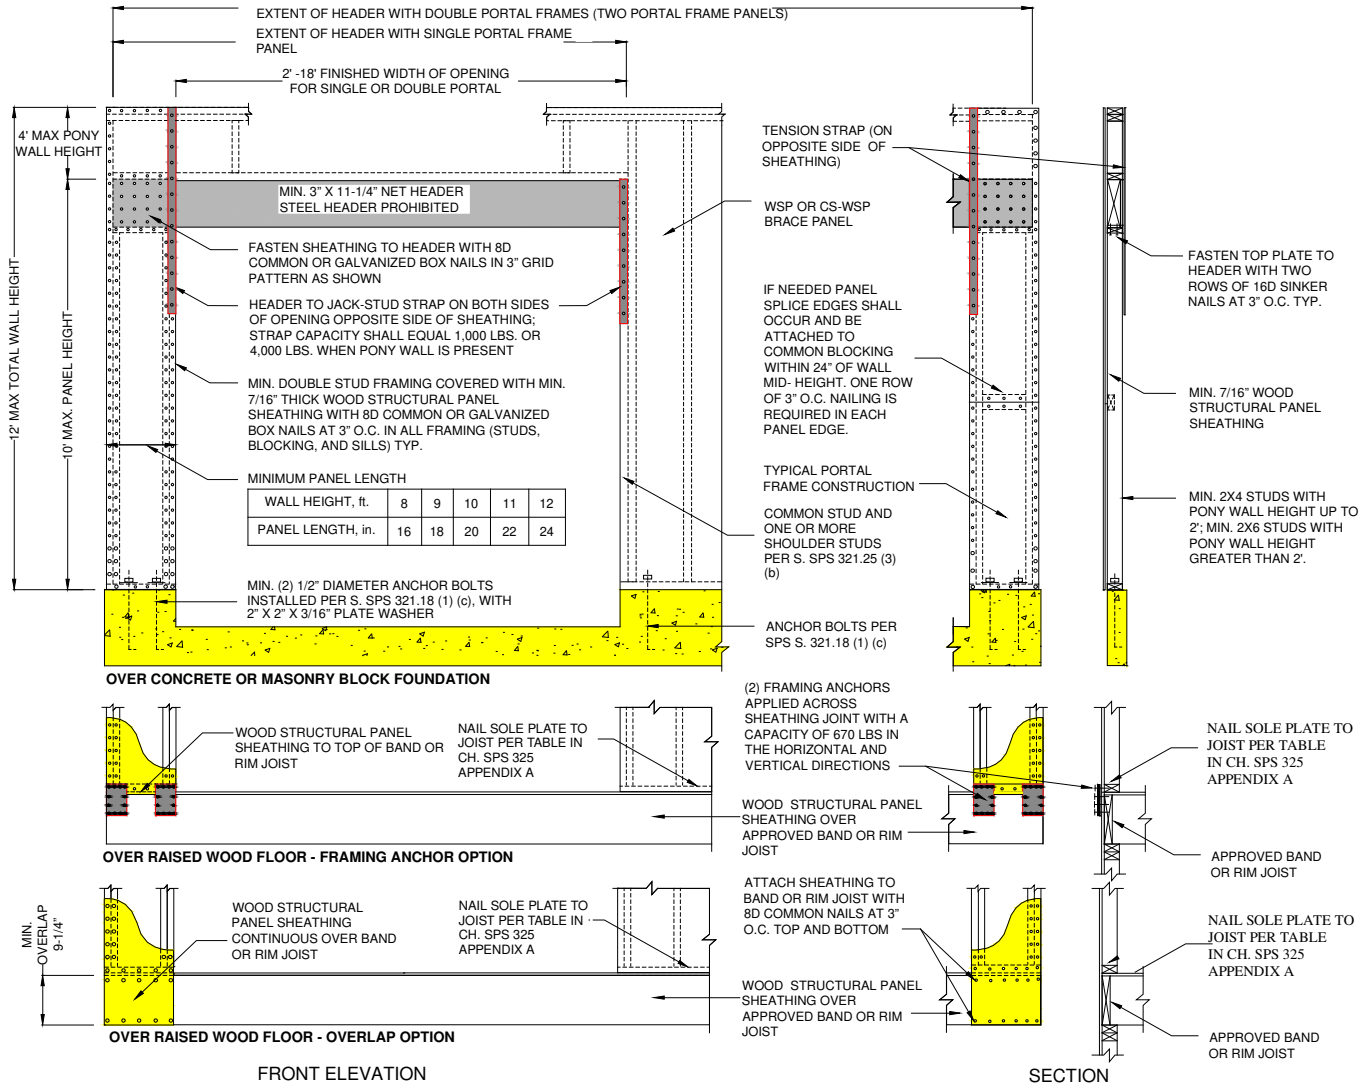 EXTENT OF HEADER WITH DOUBLE PORTAL FRAMES (TWO PORTAL FRAME PANELS)
EXTENT OF HEADER WITH SINGLE PORTAL FRAME
PANEL
2' -18' FINISHED WIDTH OF OPENING
FOR SINGLE OR DOUBLE PORTAL
4' MAX PONY
WALL HEIGHT
12' MAX TOTAL WALL HEIGHT
10' MAX. PANEL HEIGHT
MIN. 3" X 11-1/4" NET HEADER
STEEL HEADER PROHIBITED
FASTEN SHEATHING TO HEADER WITH 8D
COMMON OR GALVANIZED BOX NAILS IN 3" GRID
PATTERN AS SHOWN
HEADER TO JACK-STUD STRAP ON BOTH SIDES
OF OPENING OPPOSITE SIDE OF SHEATHING;
STRAP CAPACITY SHALL EQUAL 1,000 LBS. OR
4,000 LBS. WHEN PONY WALL IS PRESENT
MIN. DOUBLE STUD FRAMING COVERED WITH MIN.
7/16" THICK WOOD STRUCTURAL PANEL
SHEATHING WITH 8D COMMON OR GALVANIZED
BOX NAILS AT 3" O.C. IN ALL FRAMING (STUDS,
BLOCKING, AND SILLS) TYP.
MINIMUM PANEL LENGTH
WALL HEIGHT, ft. 8 9 10 11 12
PANEL LENGTH, in. 16 18 20 22 24
MIN. (2) 1/2" DIAMETER ANCHOR BOLTS
INSTALLED PER S. SPS 321.18 (1) (c), WITH
2" X 2" X 3/16" PLATE WASHER
TENSION STRAP (ON
OPPOSITE SIDE OF
SHEATHING)
WSP OR CS-WSP
BRACE PANEL
IF NEEDED PANEL
SPLICE EDGES SHALL
OCCUR AND BE
ATTACHED TO
COMMON BLOCKING
WITHIN 24" OF WALL
MID- HEIGHT. ONE ROW
OF 3" O.C. NAILING IS
REQUIRED IN EACH
PANEL EDGE.
TYPICAL PORTAL
FRAME CONSTRUCTION
COMMON STUD AND
ONE OR MORE
SHOULDER STUDS
PER S. SPS 321.25 (3)
(b)
ANCHOR BOLTS PER
SPS S. 321.18 (1) (c)
FASTEN TOP PLATE TO
HEADER WITH TWO
ROWS OF 16D SINKER
NAILS AT 3" O.C. TYP.
MIN. 7/16" WOOD
STRUCTURAL PANEL
SHEATHING
MIN. 2X4 STUDS WITH
PONY WALL HEIGHT UP TO
2'; MIN. 2X6 STUDS WITH
PONY WALL HEIGHT
GREATER THAN 2'.
OVER CONCRETE OR MASONRY BLOCK FOUNDATION
WOOD STRUCTURAL PANEL
SHEATHING TO TOP OF BAND OR
RIM JOIST
NAIL SOLE PLATE TO
JOIST PER TABLE IN
CH. SPS 325
APPENDIX A
(2) FRAMING ANCHORS
APPLIED ACROSS
SHEATHING JOINT WITH A
CAPACITY OF 670 LBS IN
THE HORIZONTAL AND
VERTICAL DIRECTIONS
WOOD STRUCTURAL PANEL
SHEATHING OVER
APPROVED BAND OR RIM
JOIST
NAIL SOLE PLATE TO
JOIST PER TABLE
IN CH. SPS 325
APPENDIX A
APPROVED BAND
OR RIM JOIST
OVER RAISED WOOD FLOOR - FRAMING ANCHOR OPTION
MIN.
OVERLAP
9-1/4"
WOOD STRUCTURAL
PANEL SHEATHING
CONTINUOUS OVER BAND
OR RIM JOIST
NAIL SOLE PLATE TO
JOIST PER TABLE IN
CH. SPS 325
APPENDIX A
ATTACH SHEATHING TO
BAND OR RIM JOIST WITH
8D COMMON NAILS AT 3"
O.C. TOP AND BOTTOM
WOOD STRUCTURAL PANEL
SHEATHING OVER
APPROVED BAND OR RIM
JOIST
NAIL SOLE PLATE TO
JOIST PER TABLE
IN CH. SPS 325
APPENDIX A
APPROVED BAND
OR RIM JOIST
OVER RAISED WOOD FLOOR - OVERLAP OPTION
FRONT ELEVATION
SECTION